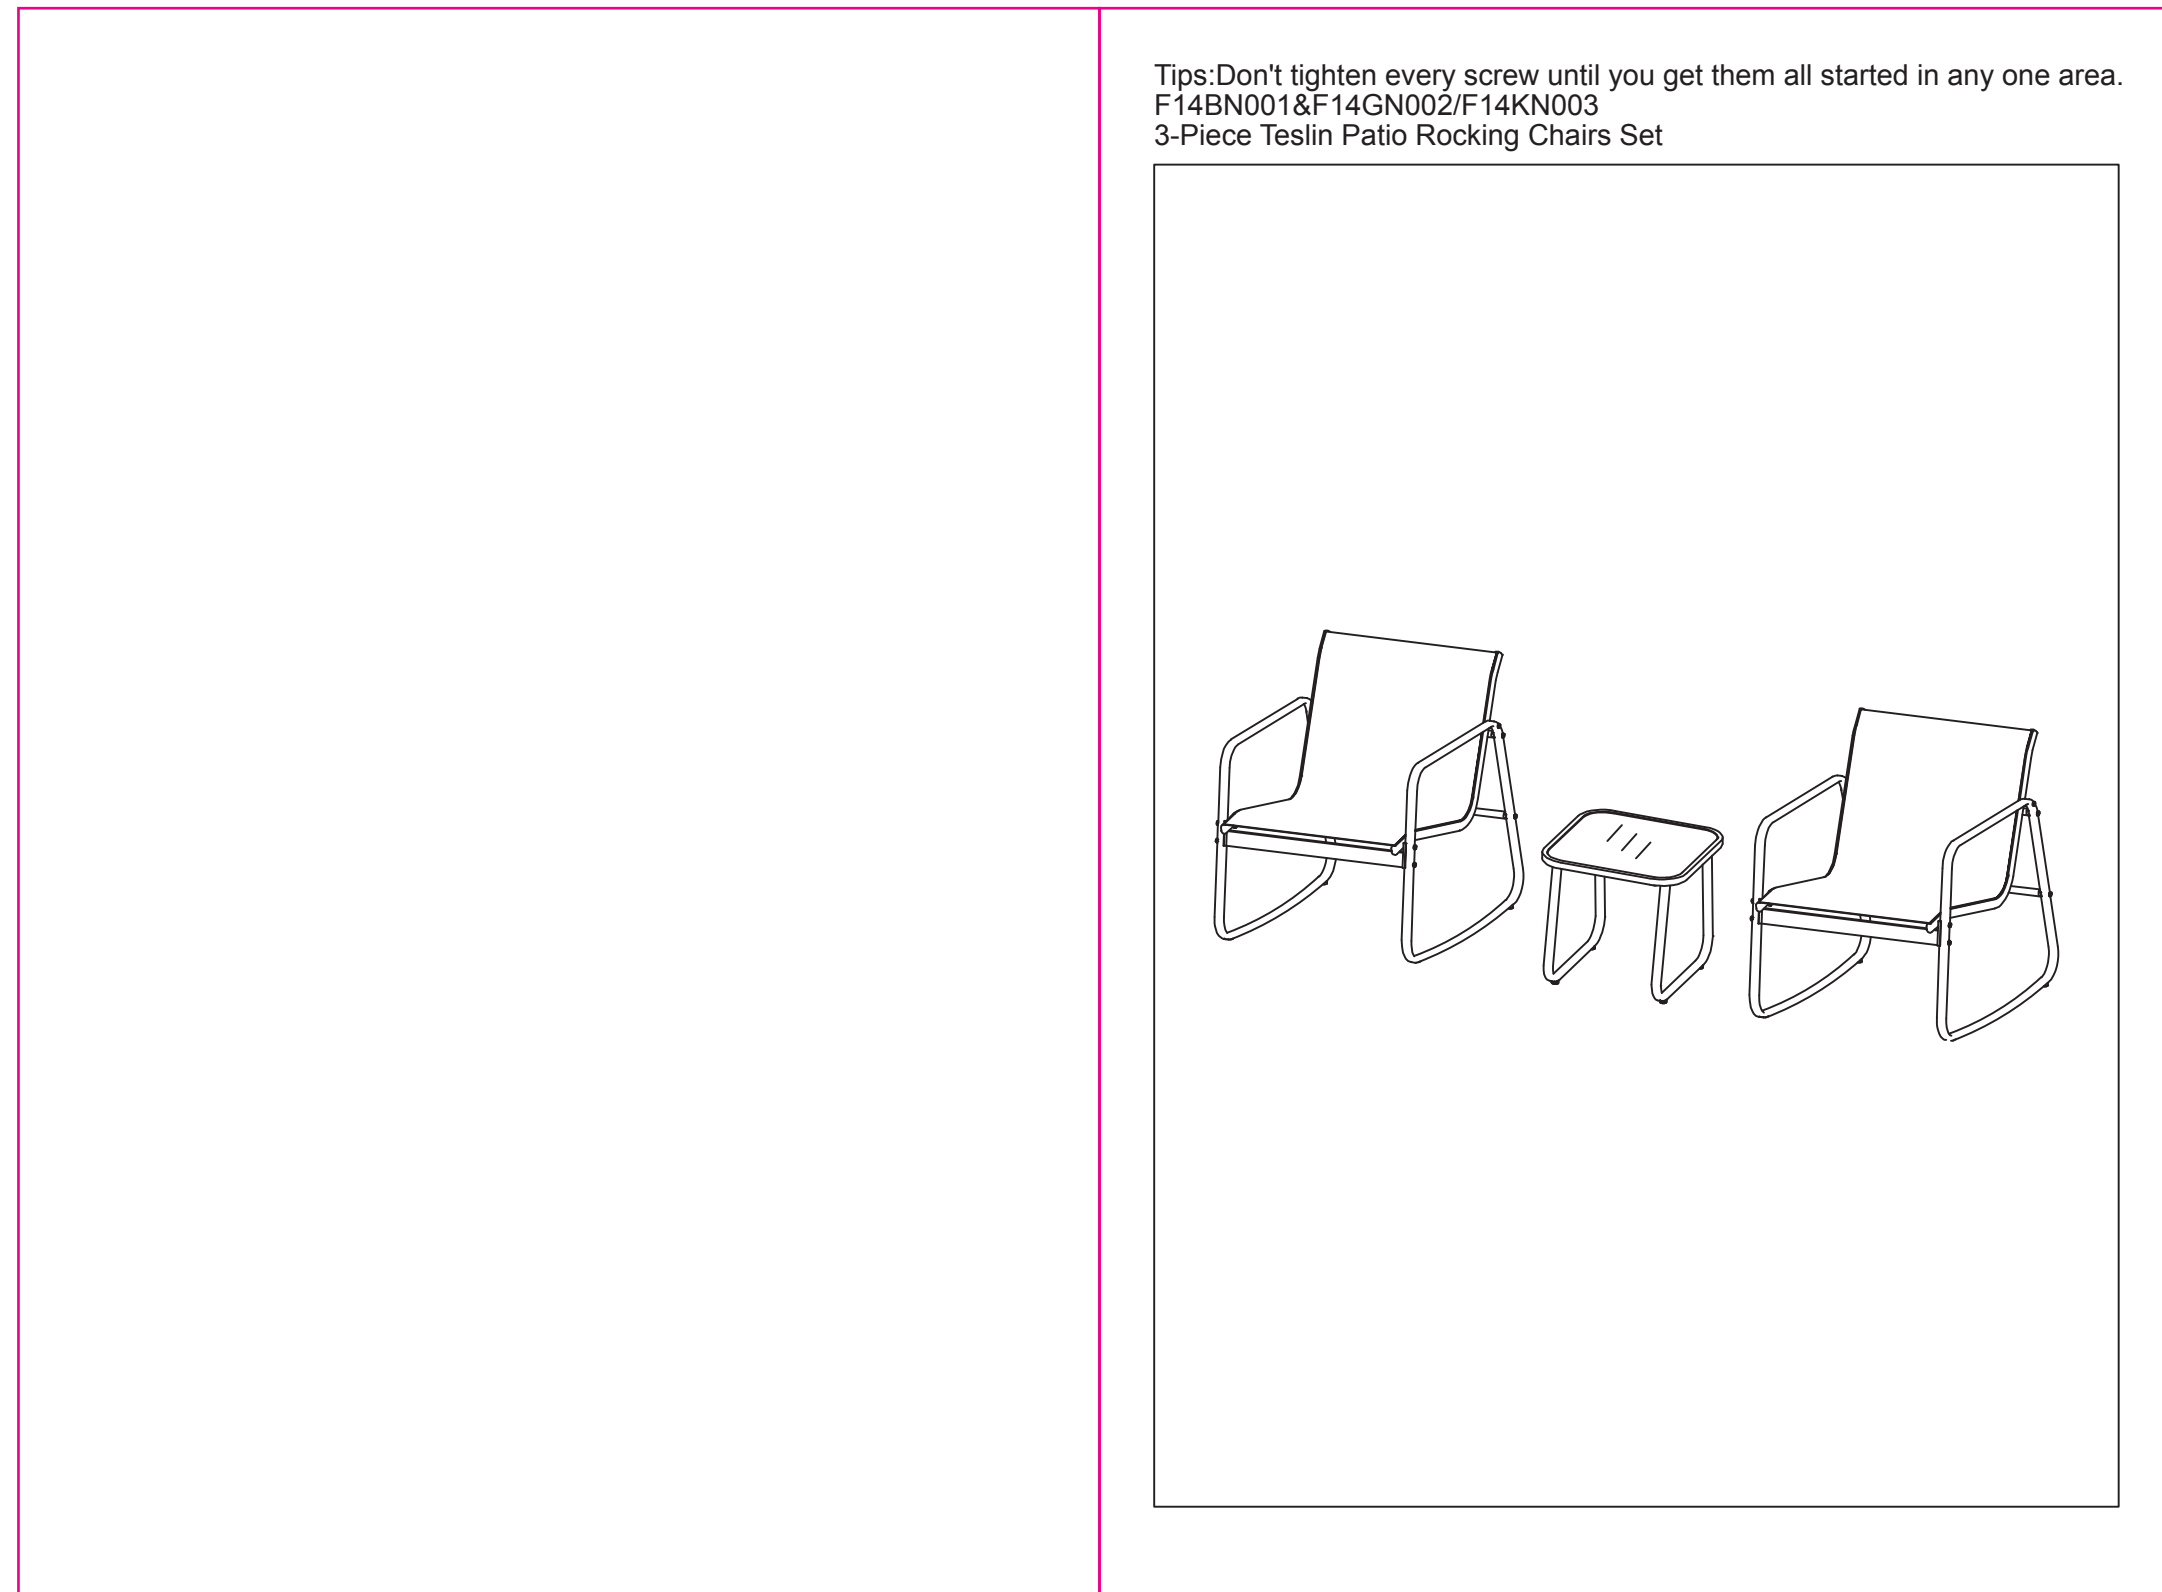 Tips:Don't tighten every screw until you get them all started in any one area.
F14BN001&F14GN002/F14KN003
3-Piece Teslin Patio Rocking Chairs Set